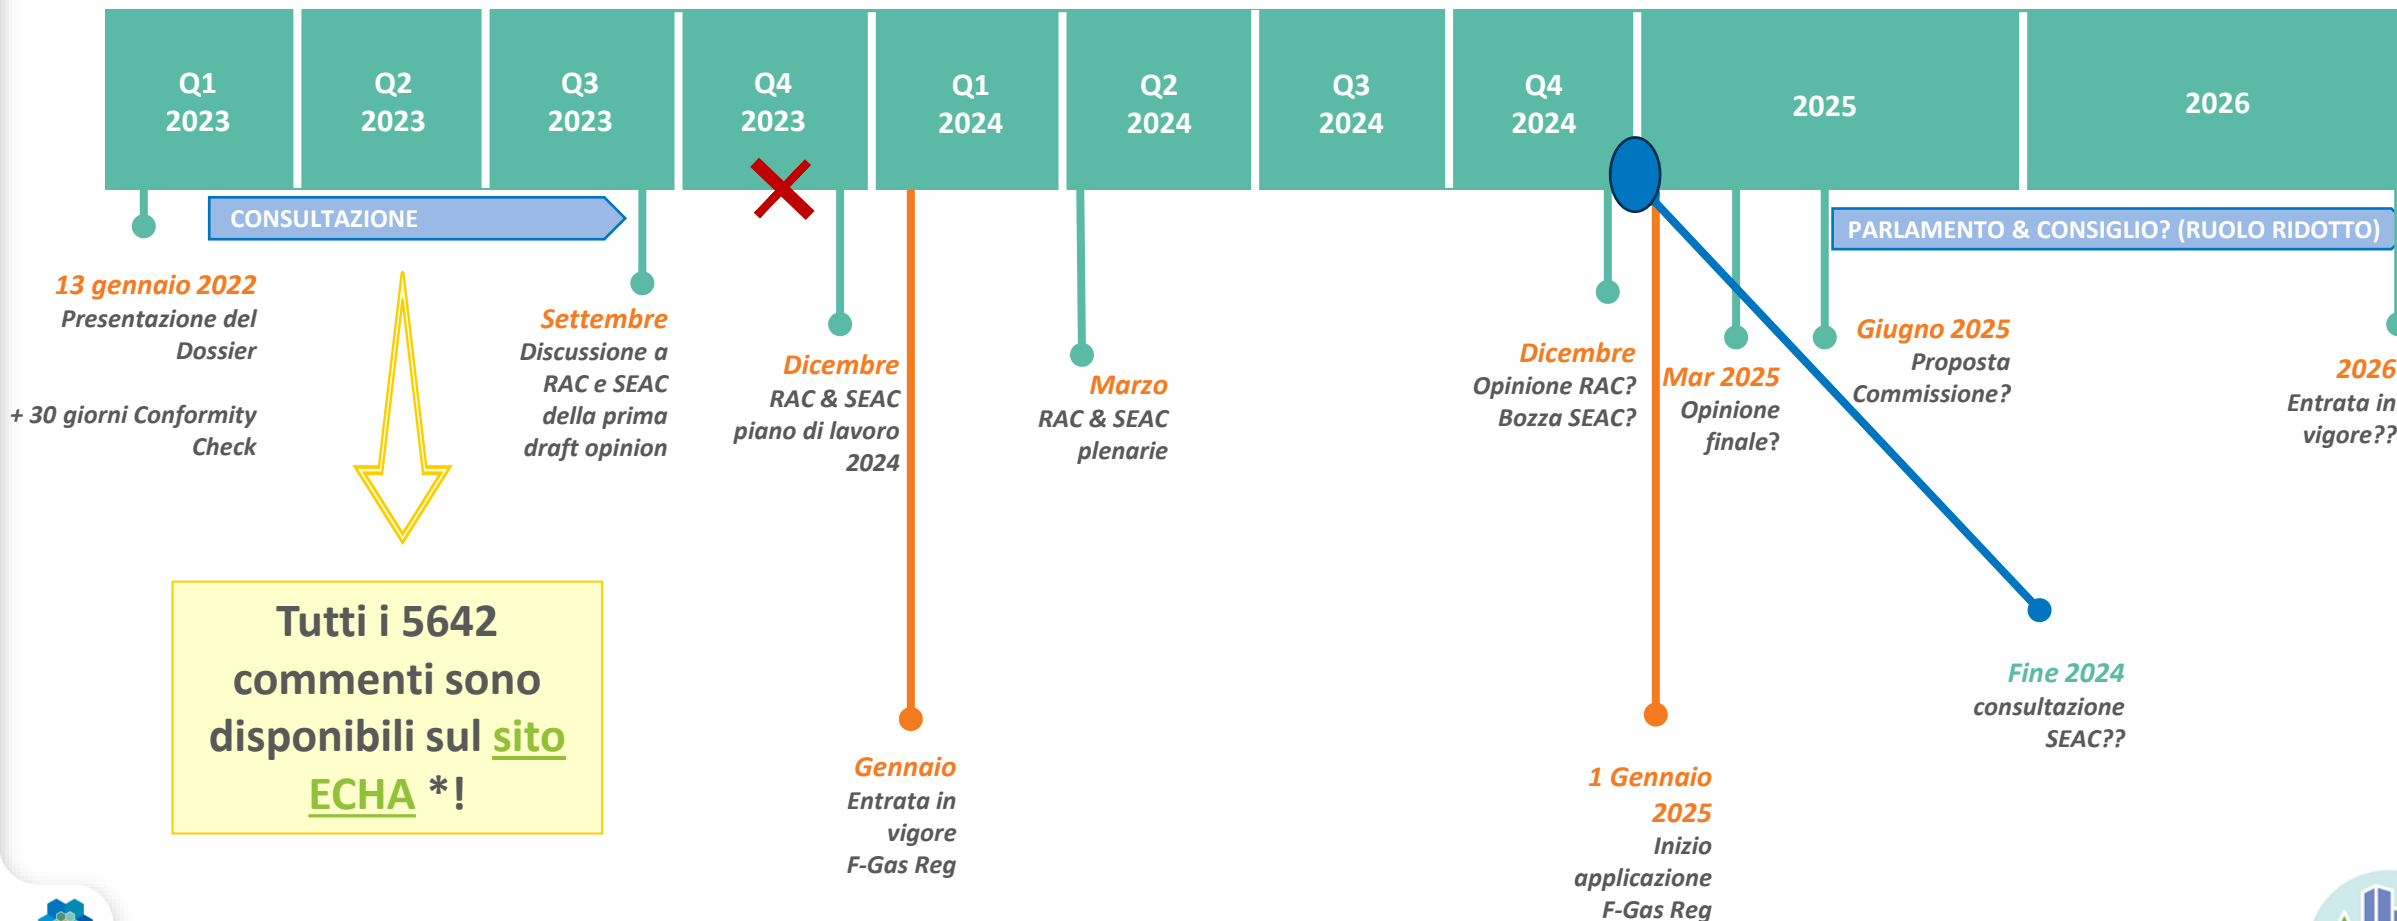 Q1
2023
Q2
2023
Q3
2023
Q4
2023
Q1
2024
Q2
2024
Q3
2024
Q4
2024
2025
2026
CONSULTAZIONE
PARLAMENTO & CONSIGLIO? (RUOLO RIDOTTO)
13 gennaio 2022
Presentazione del
Dossier
+ 30 giorni Conformity
Check
Settembre
Discussione a
RAC e SEAC
della prima
draft opinion
Dicembre
RAC & SEAC
piano di lavoro
2024
Marzo
RAC & SEAC
plenarie
Dicembre
Opinione RAC?
Bozza SEAC?
Mar 2025
Opinione
finale?
Giugno 2025
Proposta
Commissione?
2026
Entrata in
vigore??
Tutti i 5642
commenti sono
disponibili sul sito
ECHA *!
Gennaio
Entrata in
vigore
F-Gas Reg
1 Gennaio
2025
Inizio
applicazione
F-Gas Reg
Fine 2024
consultazione
SEAC??